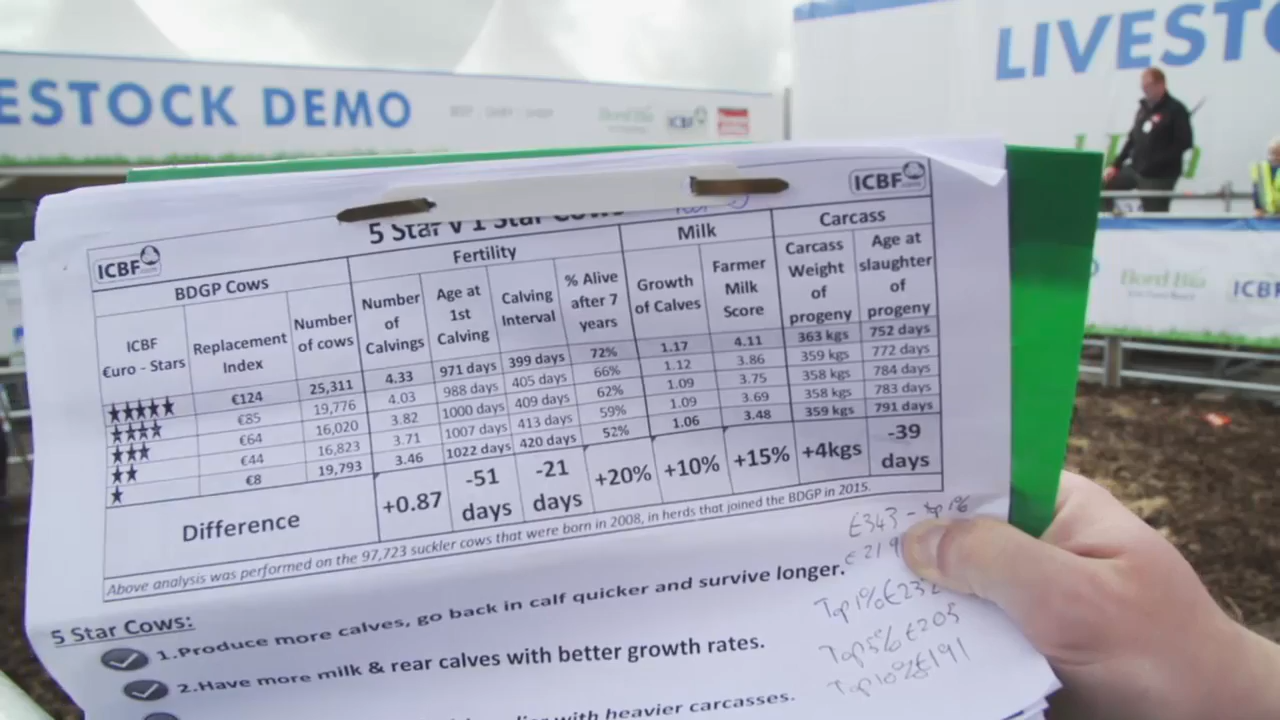 ESTOCK DEMO
LIVESTO
Bord Bia
ICBF
Bord Bia
ICBF
5 Star v 1 Star Cows
ICBF.com
ICBF.com
BDGP Cows Fertility Milk Carcass
ICBF €uro - Stars Replacement Index Number of cows Number of Calvings Age at 1st Calving Calving Interval % Alive after 7 years Growth of Calves Farmer Milk Score Carcass Weight of progeny Age at slaughter of progeny
★★★★★ €124 25,311 4.33 971 days 399 days 72% 1.17 4.11 363 kgs 752 days
★★★★ €85 19,776 4.03 988 days 405 days 66% 1.12 3.86 359 kgs 772 days
★★★ €64 16,020 3.82 1000 days 409 days 62% 1.09 3.75 358 kgs 784 days
★★ €44 16,823 3.71 1007 days 413 days 59% 1.09 3.69 358 kgs 783 days
★ €8 19,793 3.46 1022 days 420 days 52% 1.06 3.48 359 kgs 791 days
Difference +0.87 -51 days -21 days +20% +10% +15% +4kgs -39 days
Above analysis was performed on the 97,723 suckler cows that were born in 2008, in herds that joined the BDGP in 2015.
5 Star Cows:
1.Produce more calves, go back in calf quicker and survive longer.
2.Have more milk & rear calves with better growth rates.
with heavier carcasses.
€343 - top 1%
€219
Top 1% €232
Top 5% €205
Top 10% €191